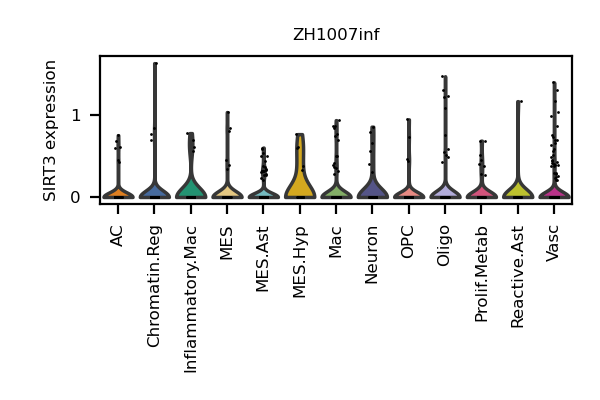 ZH1007inf
SIRT3 expression
1
0
AC
Chromatin.Reg
Inflammatory.Mac
MES
MES.Ast
MES.Hyp
Mac
Neuron
OPC
Oligo
Prolif.Metab
Reactive.Ast
Vasc